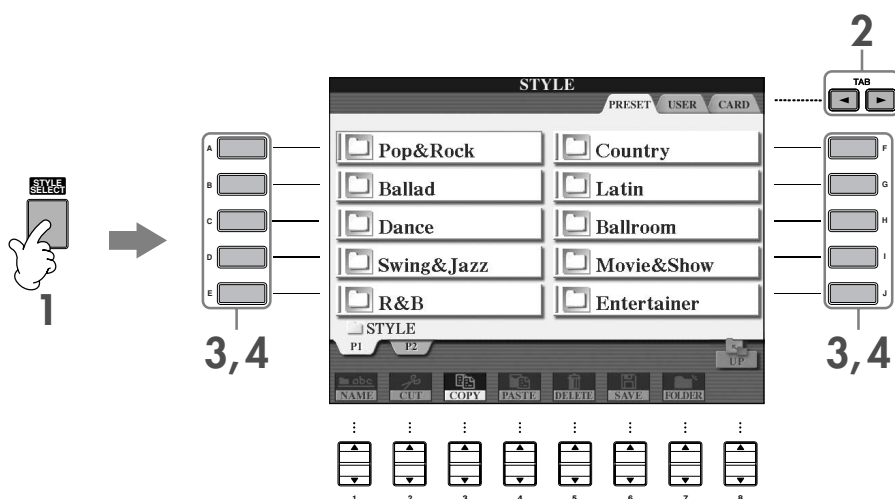 2
TAB
STYLE
PRESET USER CARD
A Pop&Rock Country F
STYLE SELECT
B Ballad Latin G
C Dance Ballroom H
D Swing&Jazz Movie&Show I
1
E R&B Entertainer J
STYLE
P1 P2
3,4 3,4
UP
abc
NAME CUT COPY PASTE DELETE SAVE FOLDER
1 2 3 4 5 6 7 8